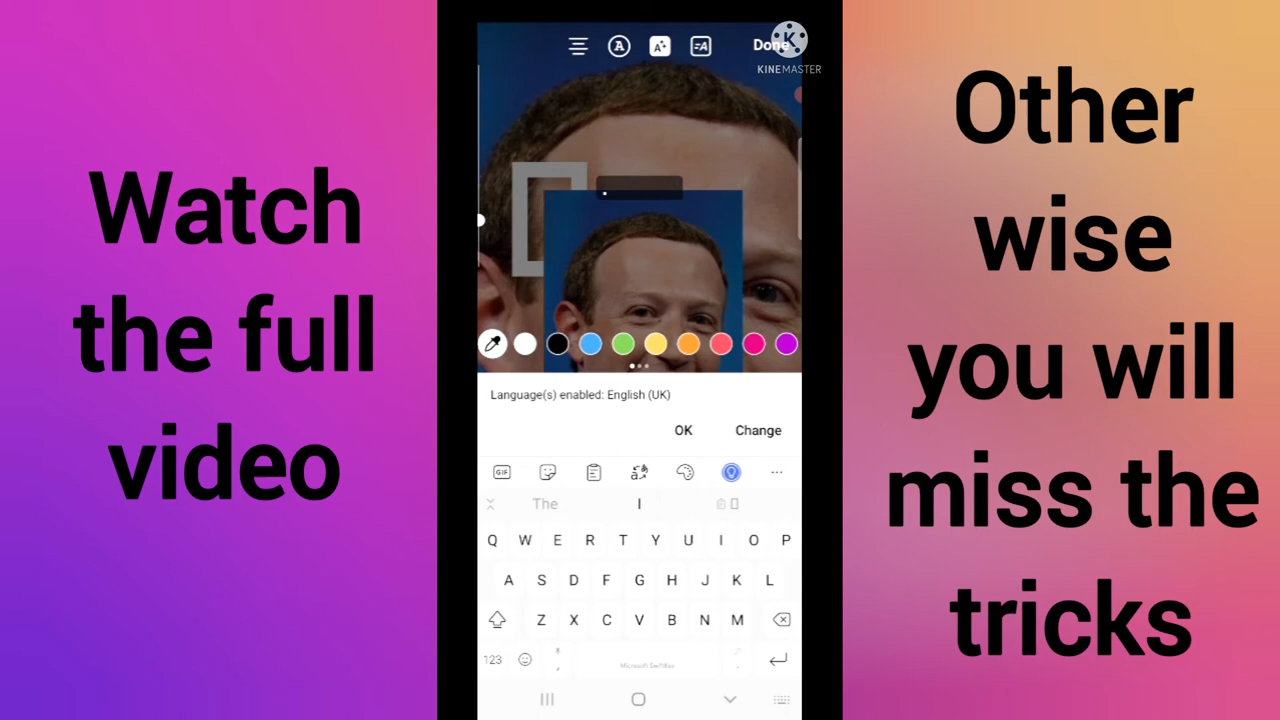 Watch
the full
video
Done
KINEMASTER
Language(s) enabled: English (UK)
OK
Change
GIF
The
I
Q W E R T Y U I O P
A S D F G H J K L
Z X C V B N M
123
Microsoft SwiftKey
Other
wise
you will
miss the
tricks